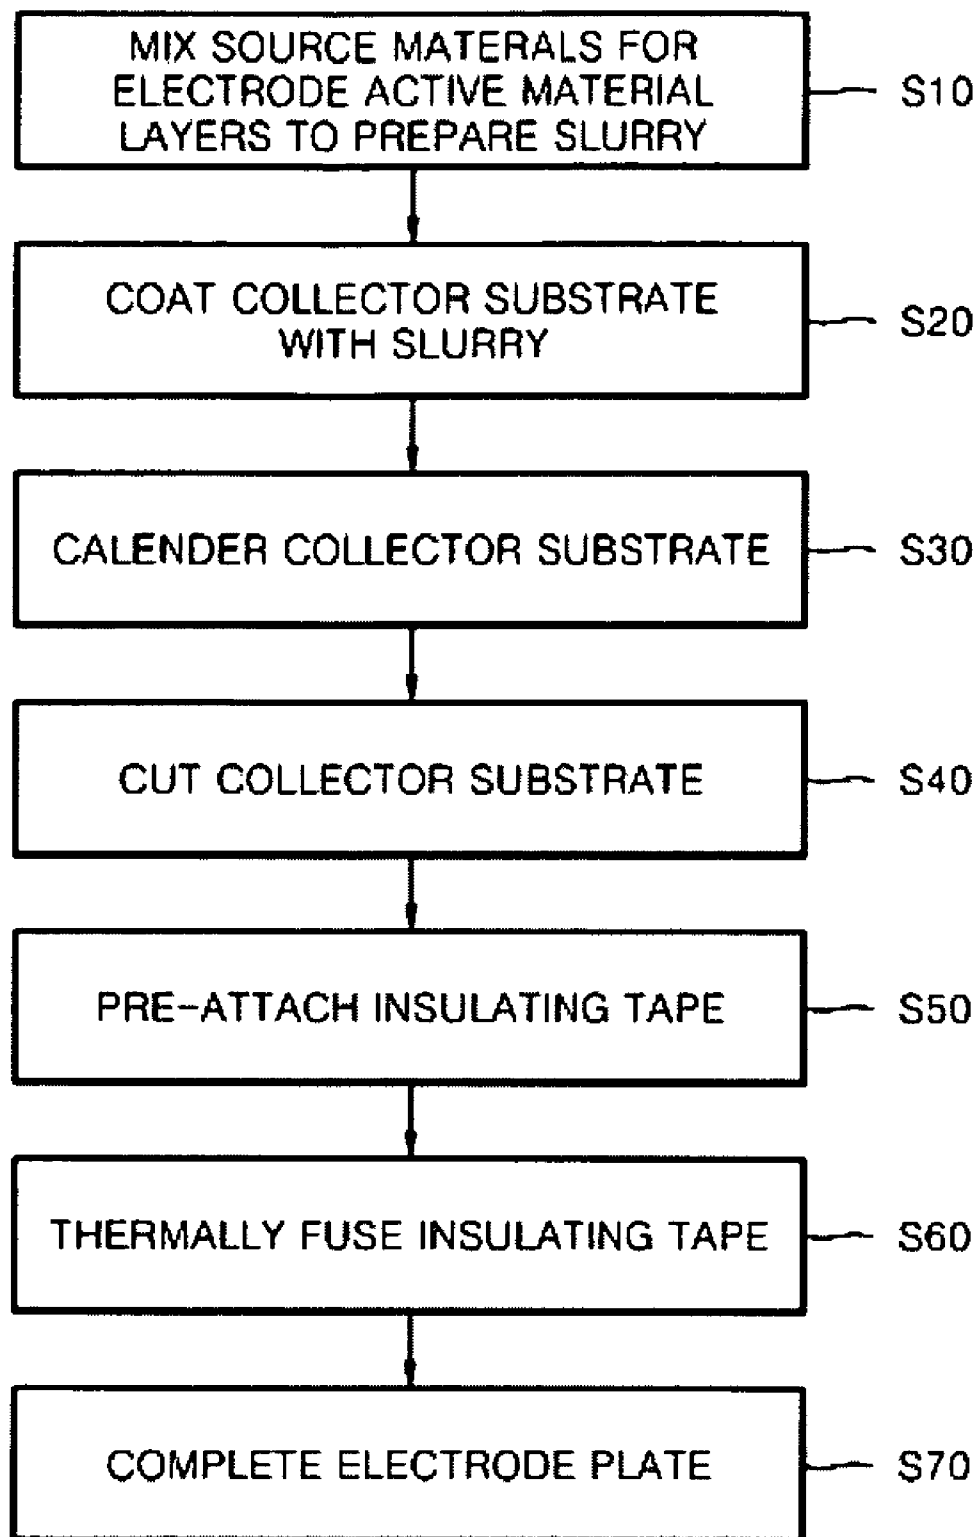 MIX SOURCE MATERALS FOR
ELECTRODE ACTIVE MATERIAL
LAYERS TO PREPARE SLURRY
S10
COAT COLLECTOR SUBSTRATE
WITH SLURRY
S20
CALENDER COLLECTOR SUBSTRATE
S30
CUT COLLECTOR SUBSTRATE
S40
PRE-ATTACH INSULATING TAPE
S50
THERMALLY FUSE INSULATING TAPE
S60
COMPLETE ELECTRODE PLATE
S70